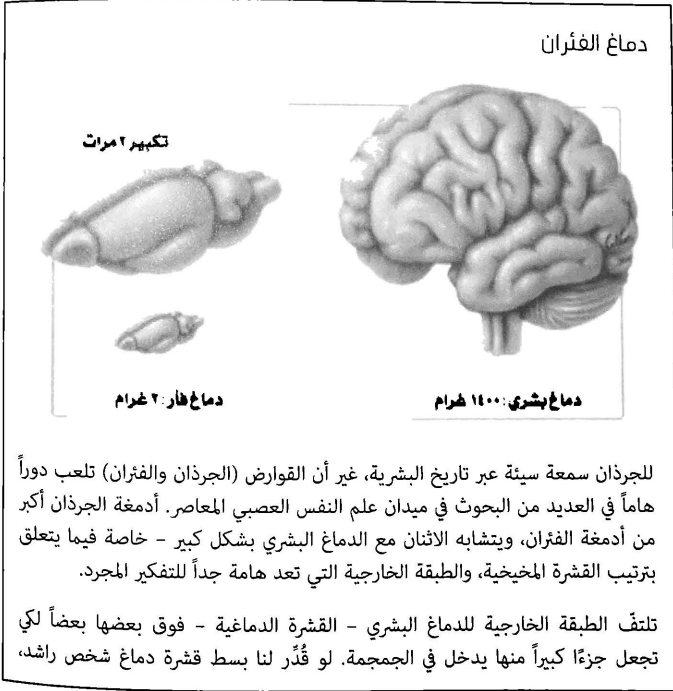 دماغ الفئران
تكبير ٢ مرات
دماغ فأر: ٢ غرام
دماغ بشري: ١٤٠٠ غرام
للجرذان سمعة سيئة عبر تاريخ البشرية، غير أن القوارض (الجرذان والفئران) تلعب دوراً
هاماً في العديد من البحوث في ميدان علم النفس العصبي المعاصر. أدمغة الجرذان أكبر
من أدمغة الفئران، ويتشابه الاثنان مع الدماغ البشري بشكل كبير – خاصة فيما يتعلق
بترتيب القشرة المخيخية، والطبقة الخارجية التي تعد هامة جداً للتفكير المجرد.
تلتفّ الطبقة الخارجية للدماغ البشري – القشرة الدماغية – فوق بعضها بعضاً لكي
تجعل جزءًا كبيراً منها يدخل في الجمجمة. لو قُدِّر لنا بسط قشرة دماغ شخص راشد،